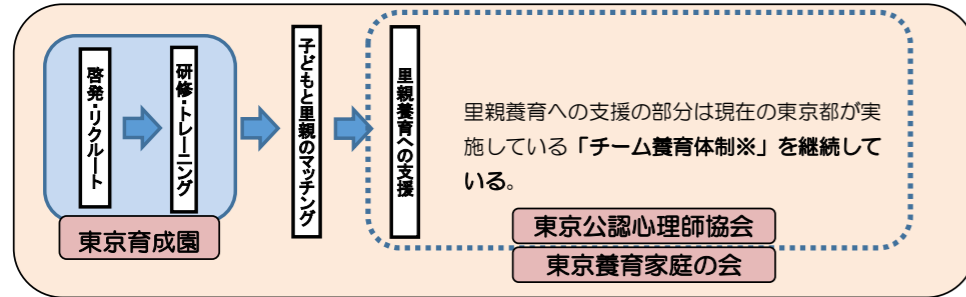 啓発・リクルート
研修・トレーニング
子どもと里親のマッチング
里親養育への支援
里親養育への支援の部分は現在の東京都が実
施している「チーム養育体制※」を継続して
いる。
東京育成園
東京公認心理師協会
東京養育家庭の会